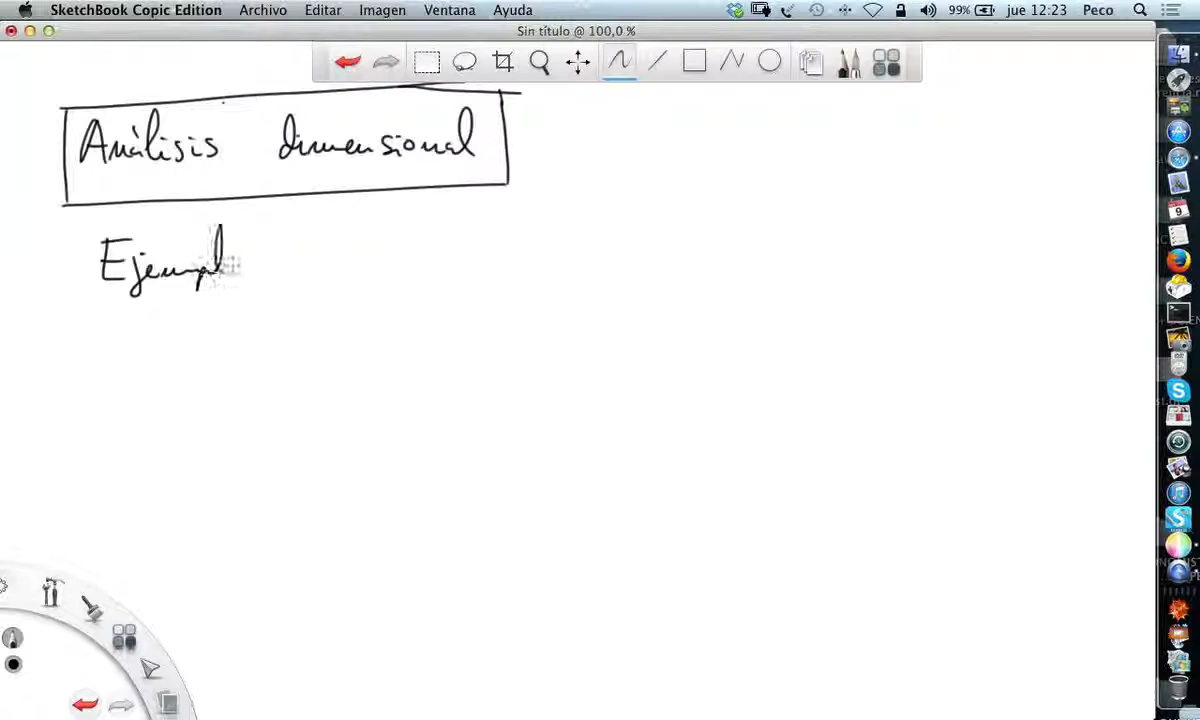 SketchBook Copic Edition Archivo Editar Imagen Ventana Ayuda 99% jue 12:23 Peco
Sin título @ 100,0 %
Análisis dimensional
Ejempl